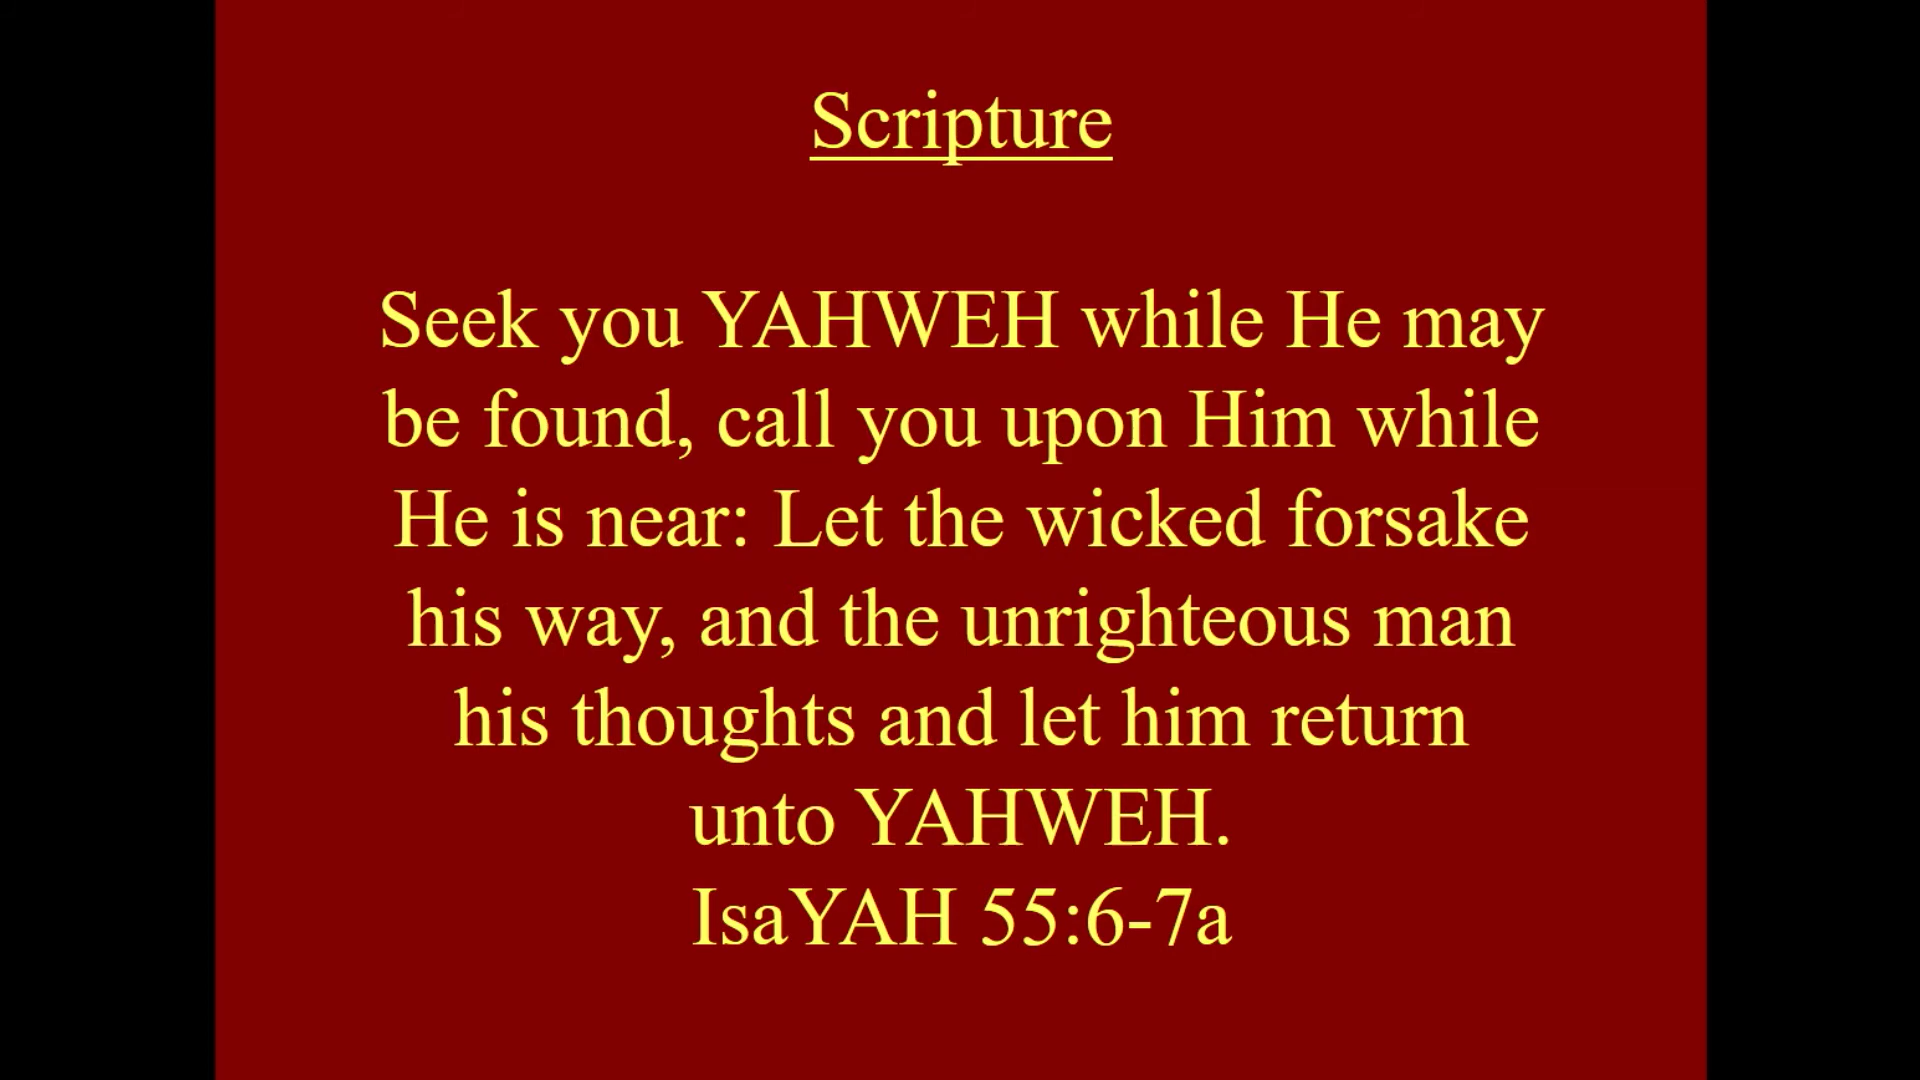 Scripture
Seek you YAHWEH while He may
be found, call you upon Him while
He is near: Let the wicked forsake
his way, and the unrighteous man
his thoughts and let him return
unto YAHWEH.
IsaYAH 55:6-7a